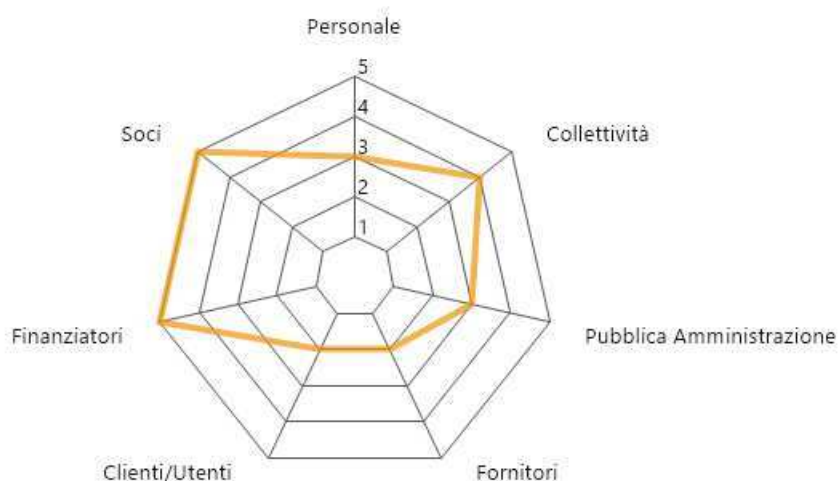 Personale
5
4
3
2
1
Soci
Collettività
Finanziatori
Pubblica Amministrazione
Clienti/Utenti
Fornitori